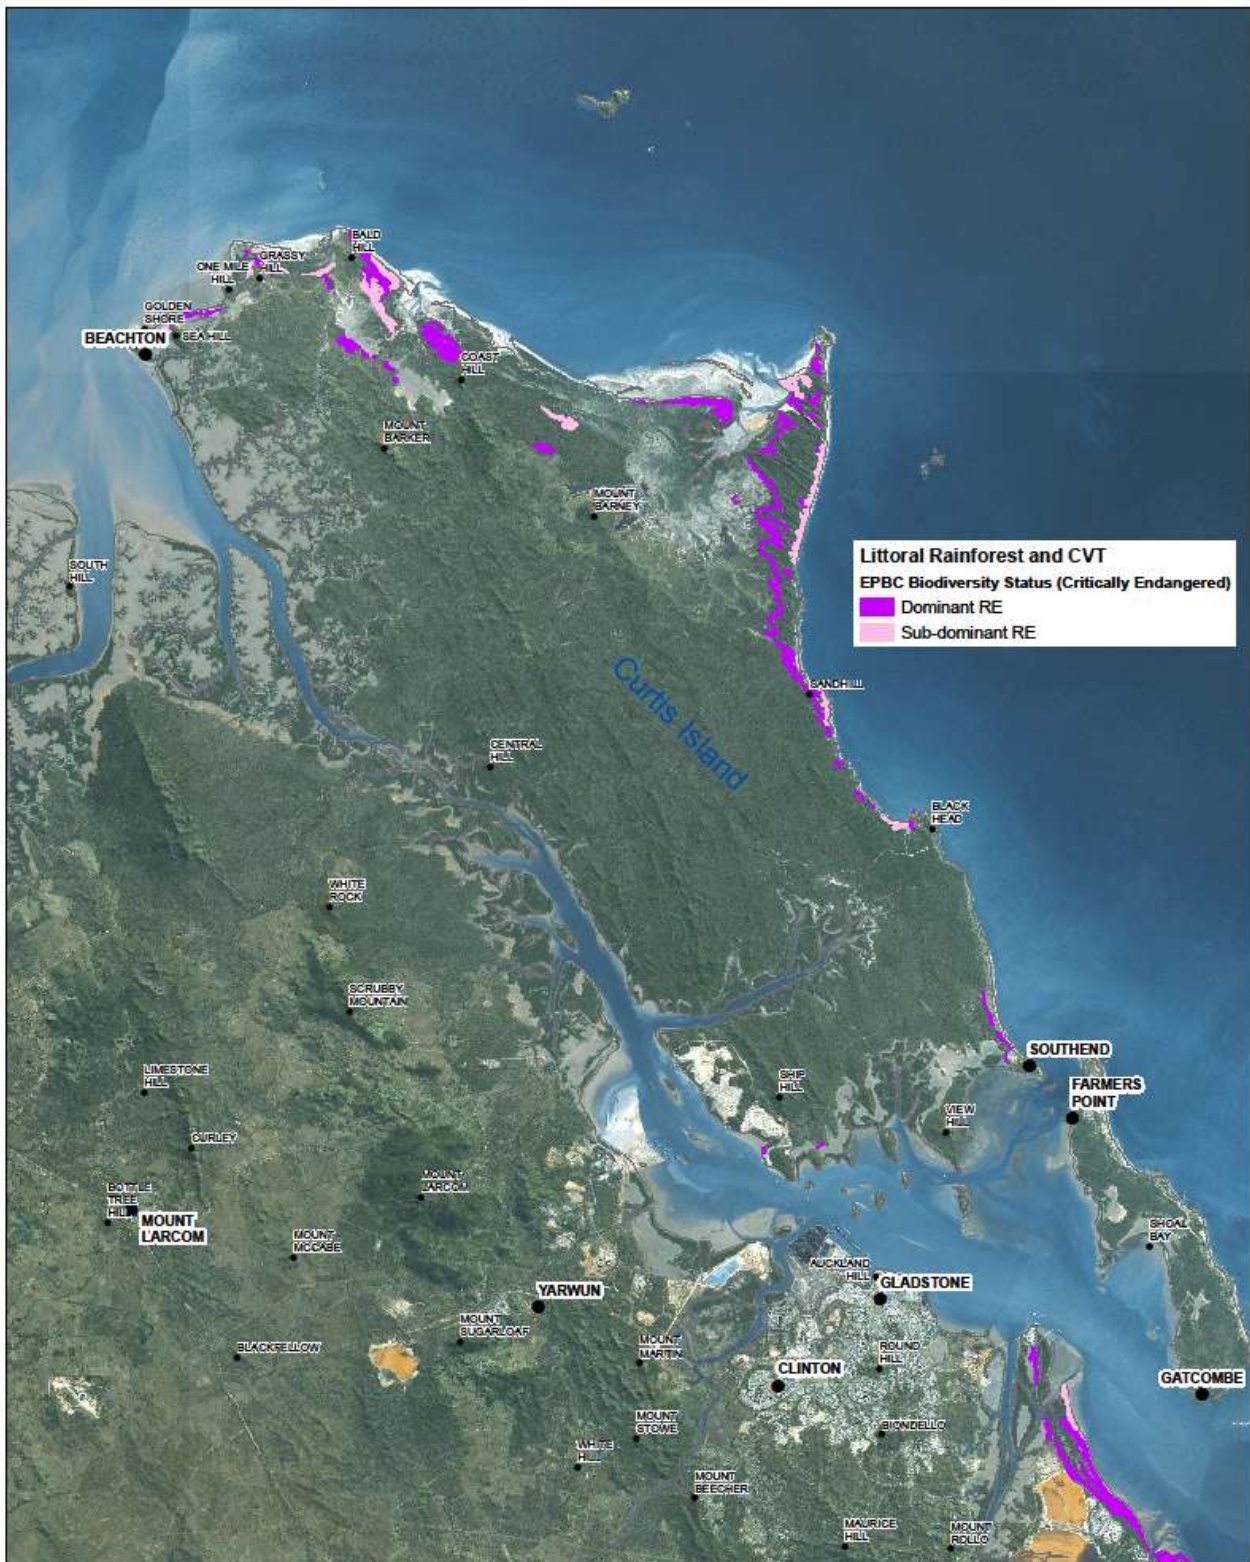 BALD
HILL
GRASSY
HILL
ONE MILE
HILL
GOLDEN
SHORE
BEACHTON
SEA HILL
COAST
HILL
MOUNT
BARKER
MOUNT
BARNEY
SOUTH
HILL
Littoral Rainforest and CVT
EPBC Biodiversity Status (Critically Endangered)
Dominant RE
Sub-dominant RE
Curtis Island
SANDHILL
CENTRAL
HILL
BLACK
HEAD
WHITE
ROCK
SCRUBBY
MOUNTAIN
SOUTHEND
LIMESTONE
HILL
SHIP
HILL
FARMERS
POINT
VIEW
HILL
CURLEY
MOUNT
LARCOM
BOTTLE
TREE
HILL
MOUNT
LARCOM
MOUNT
MCCABE
SHOAL
BAY
AUCKLAND
HILL
GLADSTONE
YARWUN
MOUNT
SUGARLOAF
MOUNT
MARTIN
ROUND
HILL
BLACKFELLOW
CLINTON
GATCOMBE
MOUNT
STOWE
BIONDELLO
WHITE
HILL
MOUNT
BEECHER
MAURICE
HILL
MOUNT
ROLLO